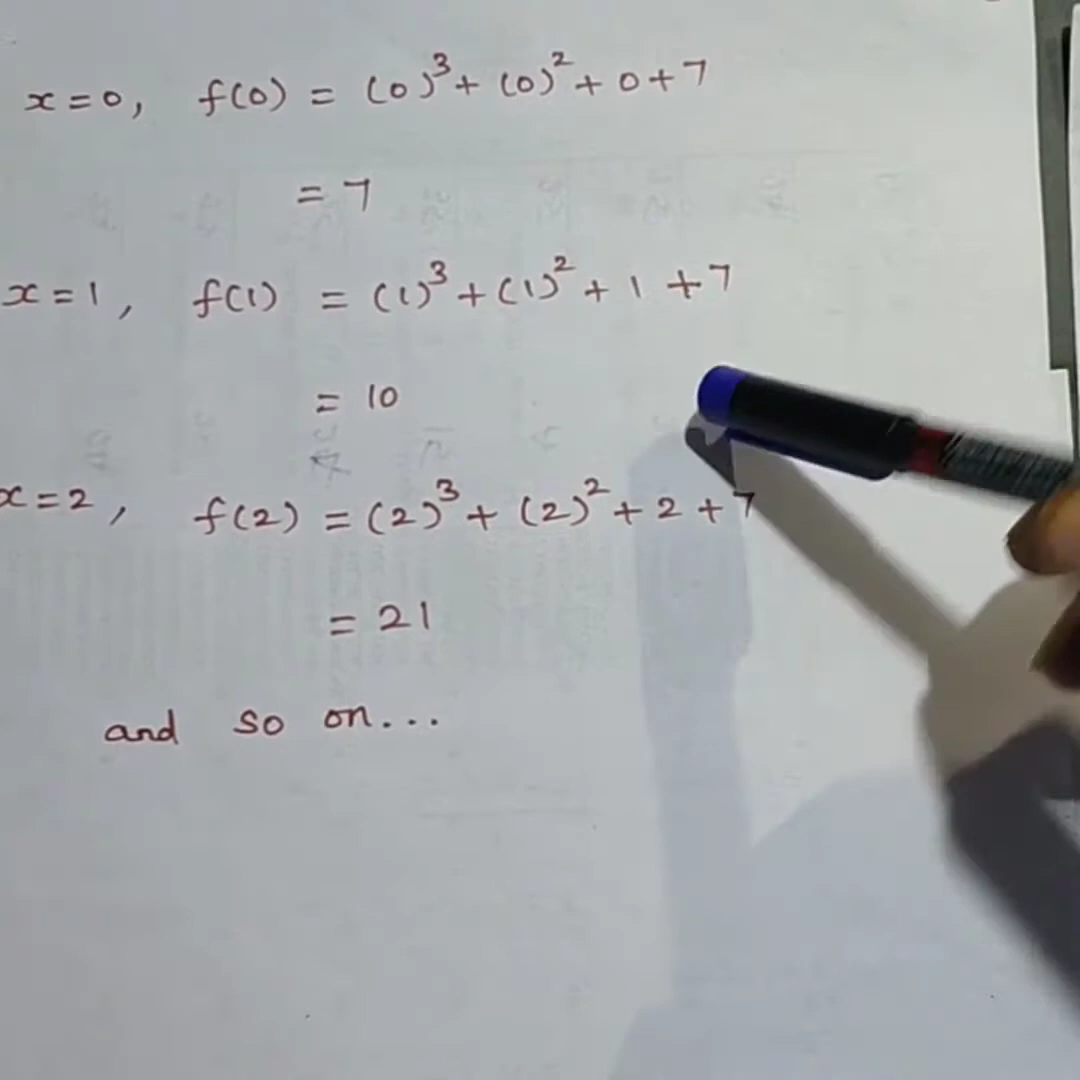 x=0, f(0) = (0)³+ (0)² + 0+7
= 7
x=1, f(1) = (1)³+(1)² + 1 +7
= 10
x=2, f(2) = (2)³+ (2)² + 2 +7
= 21
and so on...